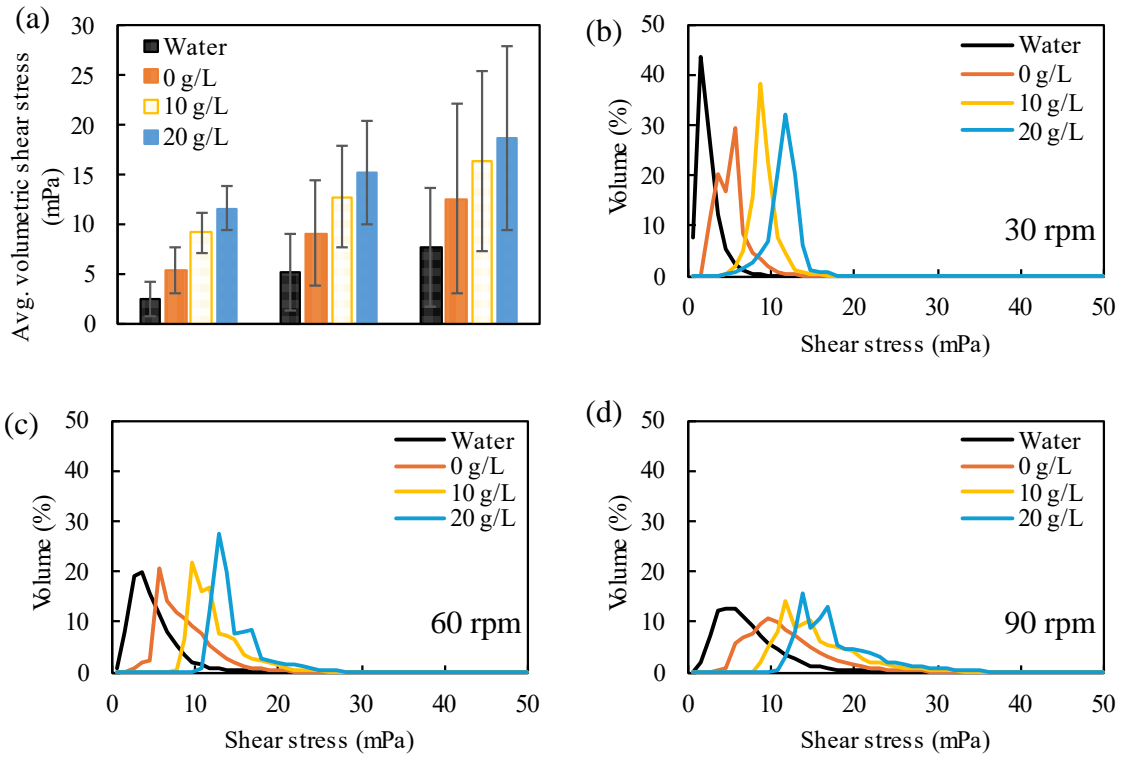 (a)
Avg. volumetric shear stress
(mPa)
30
25
20
15
10
5
0
Water
0 g/L
10 g/L
20 g/L
(b)
Volume (%)
50
40
30
20
10
0
Water
0 g/L
10 g/L
20 g/L
30 rpm
0 10 20 30 40 50
Shear stress (mPa)
(c)
Volume (%)
50
40
30
20
10
0
Water
0 g/L
10 g/L
20 g/L
60 rpm
0 10 20 30 40 50
Shear stress (mPa)
(d)
Volume (%)
50
40
30
20
10
0
Water
0 g/L
10 g/L
20 g/L
90 rpm
0 10 20 30 40 50
Shear stress (mPa)